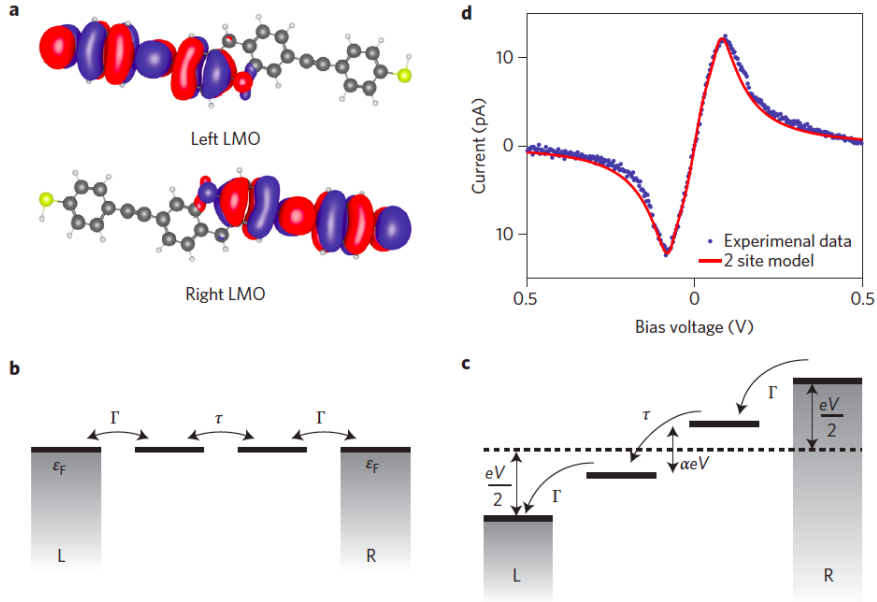 a
Left LMO
Right LMO
b
Γ τ Γ
εF εF
L R
d
Current (pA)
10
0
10
Experimenal data
2 site model
0.5 0 0.5
Bias voltage (V)
c
Γ
τ
eV/2
αeV
eV/2
Γ
L R